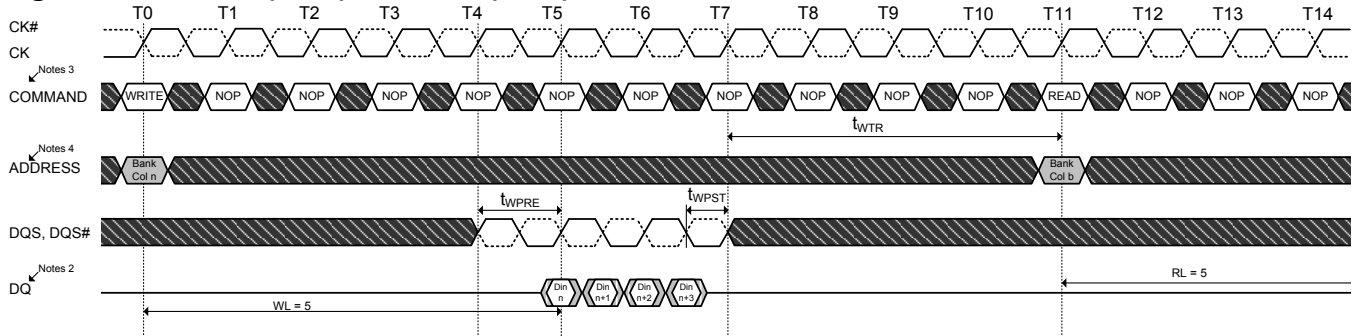 T0 T1 T2 T3 T4 T5 T6 T7 T8 T9 T10 T11 T12 T13 T14
CK#
CK
Notes 3
COMMAND WRITE NOP NOP NOP NOP NOP NOP NOP NOP NOP NOP READ NOP NOP NOP
tWTR
Notes 4
ADDRESS Bank Col n Bank Col b
tWPRE tWPST
DQS, DQS#
Notes 2
DQ Din n Din n+1 Din n+2 Din n+3
RL = 5
WL = 5